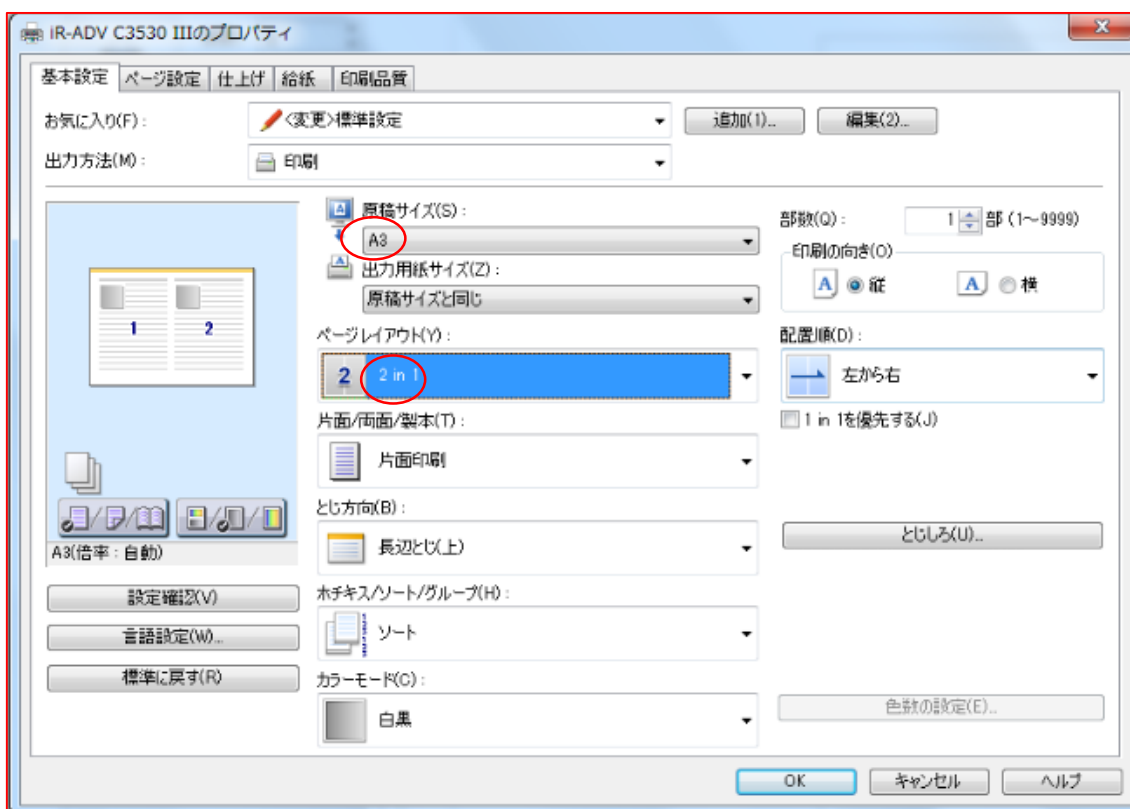 iR-ADV C3530 IIIのプロパティ
基本設定 ページ設定 仕上げ 給紙 印刷品質
お気に入り(F): <変更>標準設定 追加(1)... 編集(2)...
出力方法(M): 印刷
原稿サイズ(S):
A3
出力用紙サイズ(Z):
原稿サイズと同じ
部数(Q): 1 部 (1~9999)
印刷の向き(O)
A 縦 A 横
ページレイアウト(Y):
2 2 in 1
配置順(D):
左から右
1 in 1を優先する(J)
1 2
片面/両面/製本(T):
片面印刷
とじ方向(B):
長辺とじ(上)
とじしろ(U)...
A3(倍率:自動)
設定確認(V)
言語設定(W)...
標準に戻す(R)
ホチキス/ソート/グループ(H):
ソート
カラーモード(C):
白黒
色数の設定(E)...
OK キャンセル ヘルプ